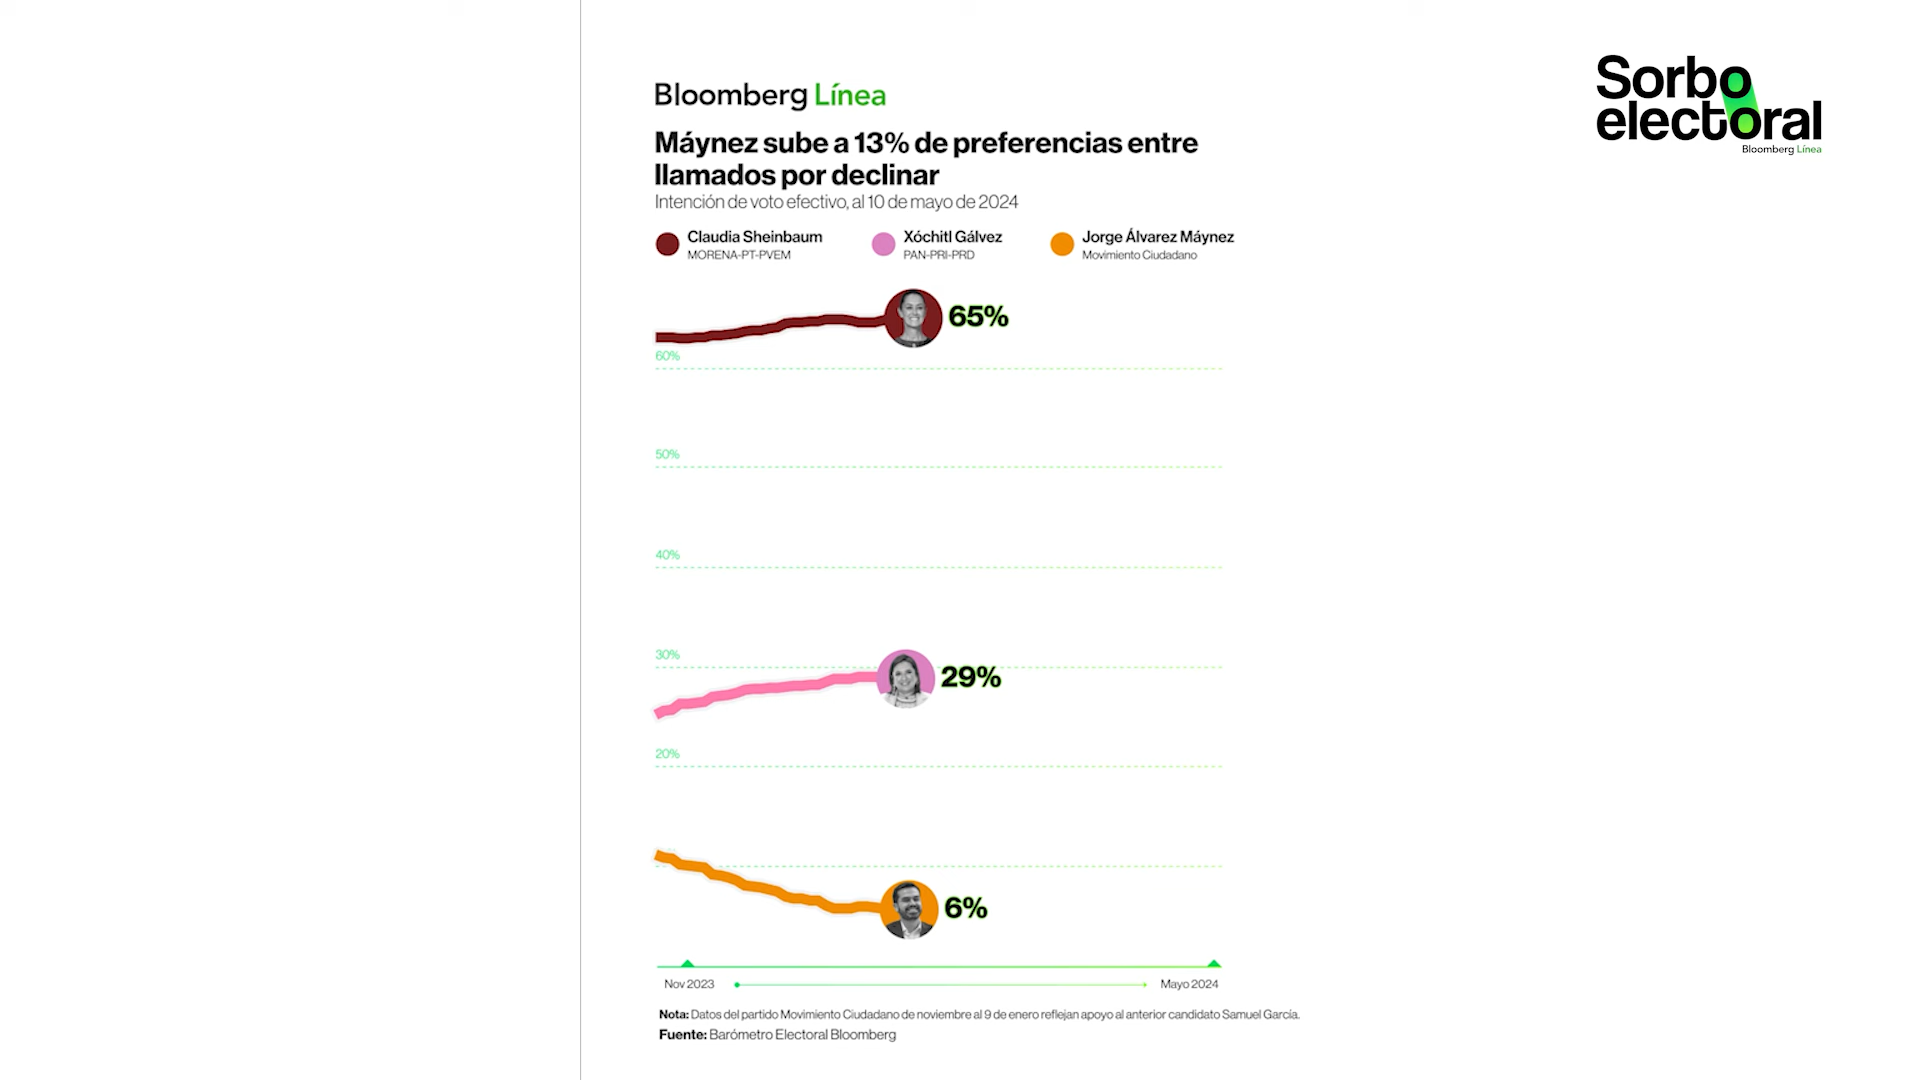 Sorbo
electoral
Bloomberg Línea
Bloomberg Línea
Máynez sube a 13% de preferencias entre
llamados por declinar
Intención de voto efectivo, al 10 de mayo de 2024
Claudia Sheinbaum
MORENA-PT-PVEM
Xóchitl Gálvez
PAN-PRI-PRD
Jorge Álvarez Máynez
Movimiento Ciudadano
65%
60%
50%
40%
30%
29%
20%
6%
Nov 2023
Mayo 2024
Nota: Datos del partido Movimiento Ciudadano de noviembre al 9 de enero reflejan apoyo al anterior candidato Samuel García.
Fuente: Barómetro Electoral Bloomberg